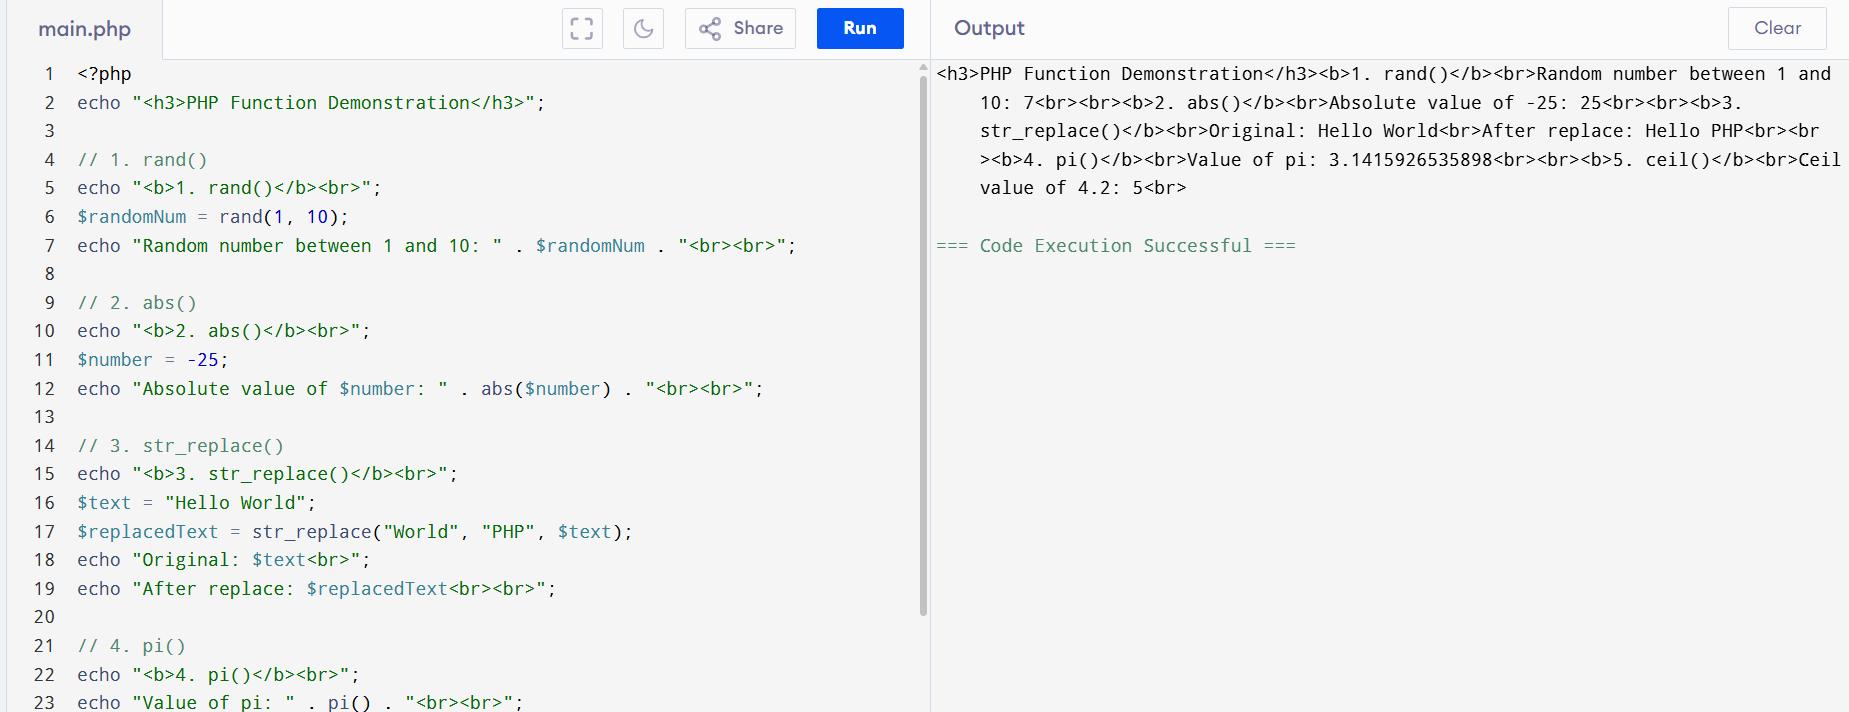 main.php
Share
Run
Output
Clear
1 <?php
2 echo "<h3>PHP Function Demonstration</h3>";
3
4 // 1. rand()
5 echo "<b>1. rand()</b><br>";
6 $randomNum = rand(1, 10);
7 echo "Random number between 1 and 10: " . $randomNum . "<br><br>";
8
9 // 2. abs()
10 echo "<b>2. abs()</b><br>";
11 $number = -25;
12 echo "Absolute value of $number: " . abs($number) . "<br><br>";
13
14 // 3. str_replace()
15 echo "<b>3. str_replace()</b><br>";
16 $text = "Hello World";
17 $replacedText = str_replace("World", "PHP", $text);
18 echo "Original: $text<br>";
19 echo "After replace: $replacedText<br><br>";
20
21 // 4. pi()
22 echo "<b>4. pi()</b><br>";
23 echo "Value of pi: " . pi() . "<br><br>";
<h3>PHP Function Demonstration</h3><b>1. rand()</b><br>Random number between 1 and
10: 7<br><br><b>2. abs()</b><br>Absolute value of -25: 25<br><br><b>3.
str_replace()</b><br>Original: Hello World<br>After replace: Hello PHP<br><br
><b>4. pi()</b><br>Value of pi: 3.1415926535898<br><br><b>5. ceil()</b><br>Ceil
value of 4.2: 5<br>
=== Code Execution Successful ===